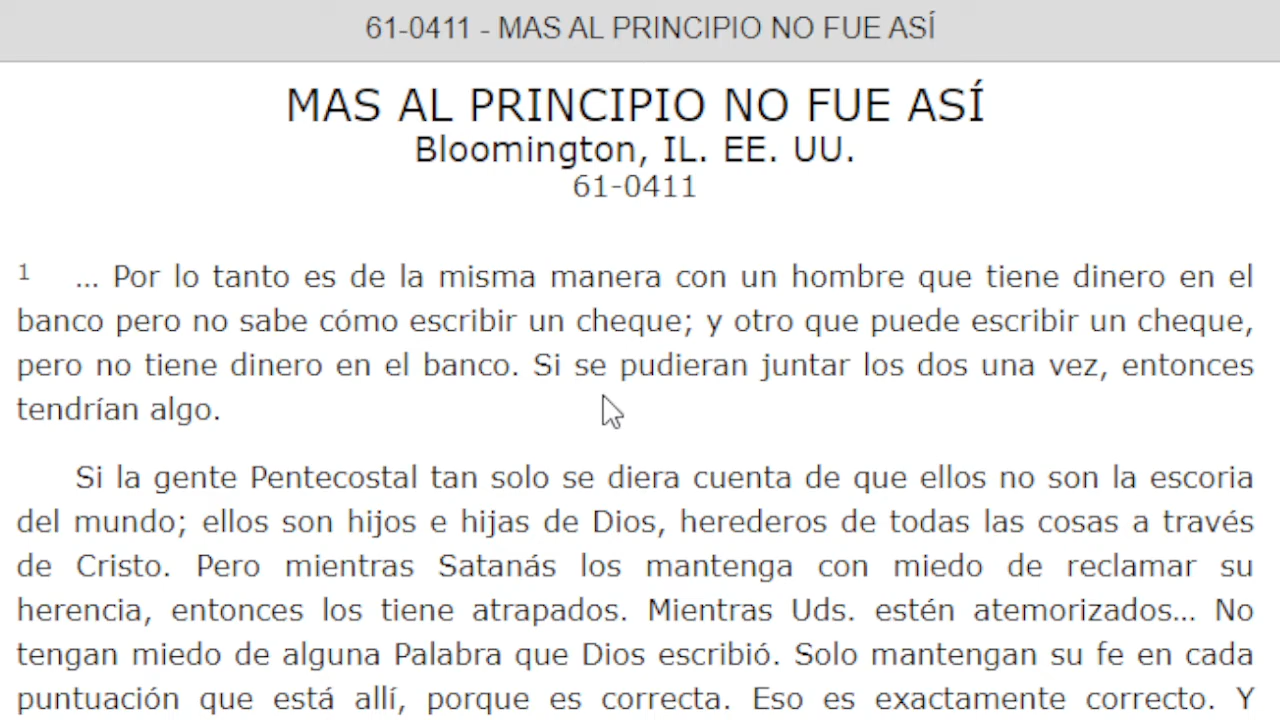 61-0411 - MAS AL PRINCIPIO NO FUE ASÍ
MAS AL PRINCIPIO NO FUE ASÍ
Bloomington, IL. EE. UU.
61-0411
1 ... Por lo tanto es de la misma manera con un hombre que tiene dinero en el
banco pero no sabe cómo escribir un cheque; y otro que puede escribir un cheque,
pero no tiene dinero en el banco. Si se pudieran juntar los dos una vez, entonces
tendrían algo.
Si la gente Pentecostal tan solo se diera cuenta de que ellos no son la escoria
del mundo; ellos son hijos e hijas de Dios, herederos de todas las cosas a través
de Cristo. Pero mientras Satanás los mantenga con miedo de reclamar su
herencia, entonces los tiene atrapados. Mientras Uds. estén atemorizados... No
tengan miedo de alguna Palabra que Dios escribió. Solo mantengan su fe en cada
puntuación que está allí, porque es correcta. Eso es exactamente correcto. Y